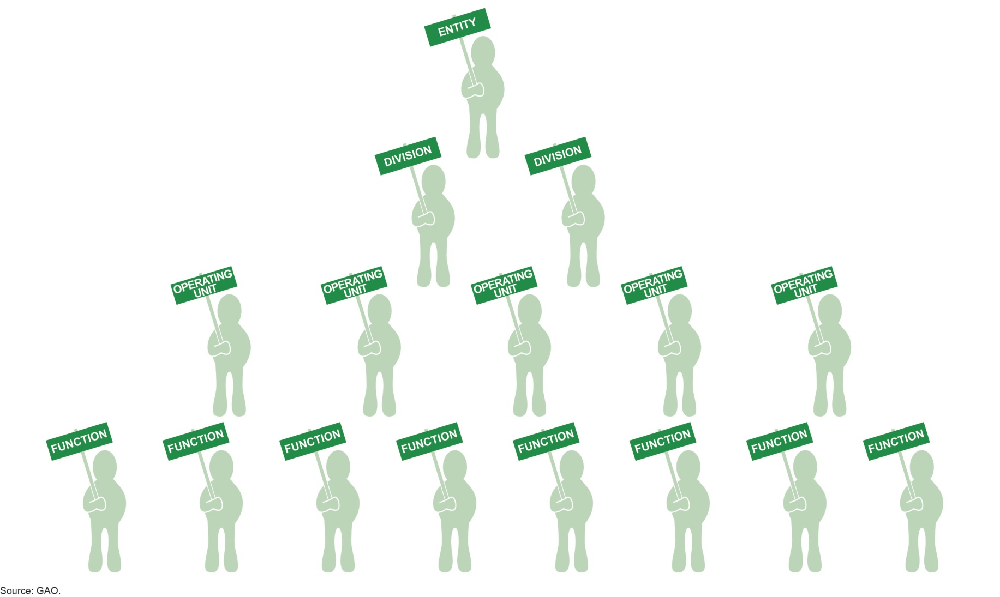 ENTITY
DIVISION
DIVISION
OPERATING
UNIT
OPERATING
UNIT
OPERATING
UNIT
OPERATING
UNIT
OPERATING
UNIT
FUNCTION
FUNCTION
FUNCTION
FUNCTION
FUNCTION
FUNCTION
FUNCTION
FUNCTION
Source: GAO.